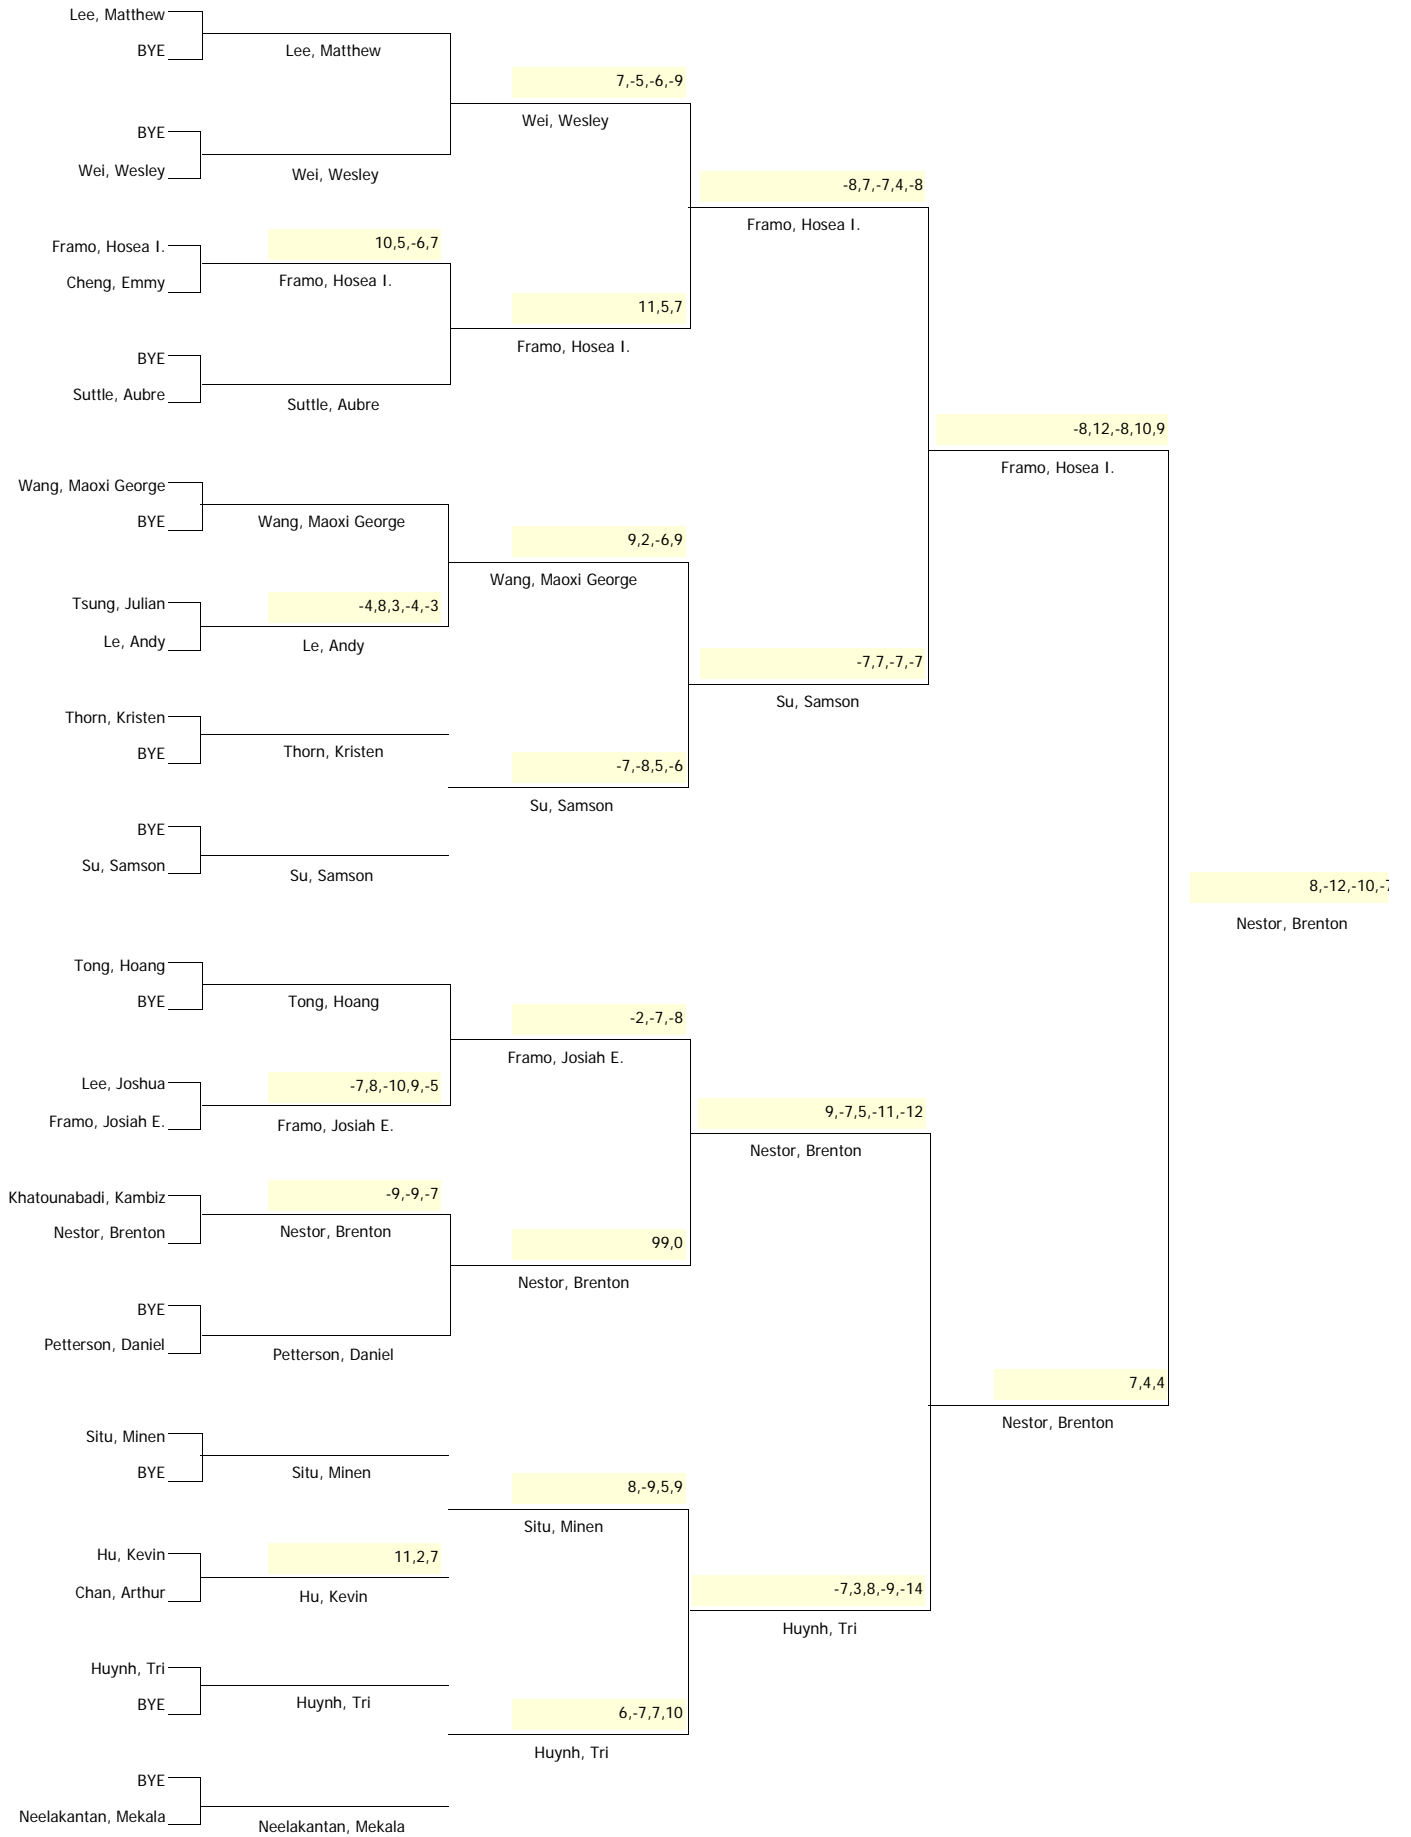 Lee, Matthew
BYE
Lee, Matthew
7,-5,-6,-9
Wei, Wesley
BYE
Wei, Wesley
Wei, Wesley
-8,7,-7,4,-8
Framo, Hosea I.
Framo, Hosea I.
Cheng, Emmy
10,5,-6,7
Framo, Hosea I.
11,5,7
Framo, Hosea I.
BYE
Suttle, Aubre
Suttle, Aubre
-8,12,-8,10,9
Framo, Hosea I.
Wang, Maoxi George
BYE
Wang, Maoxi George
9,2,-6,9
Wang, Maoxi George
Tsung, Julian
Le, Andy
-4,8,3,-4,-3
Le, Andy
-7,7,-7,-7
Su, Samson
Thorn, Kristen
BYE
Thorn, Kristen
-7,-8,5,-6
Su, Samson
BYE
Su, Samson
Su, Samson
8,-12,-10,-7
Nestor, Brenton
Tong, Hoang
BYE
Tong, Hoang
-2,-7,-8
Framo, Josiah E.
Lee, Joshua
Framo, Josiah E.
-7,8,-10,9,-5
Framo, Josiah E.
9,-7,5,-11,-12
Nestor, Brenton
Khatounabadi, Kambiz
Nestor, Brenton
-9,-9,-7
Nestor, Brenton
99,0
Nestor, Brenton
BYE
Petterson, Daniel
Petterson, Daniel
7,4,4
Nestor, Brenton
Situ, Minen
BYE
Situ, Minen
8,-9,5,9
Situ, Minen
Hu, Kevin
Chan, Arthur
11,2,7
Hu, Kevin
-7,3,8,-9,-14
Huynh, Tri
Huynh, Tri
BYE
Huynh, Tri
6,-7,7,10
Huynh, Tri
BYE
Neelakantan, Mekala
Neelakantan, Mekala